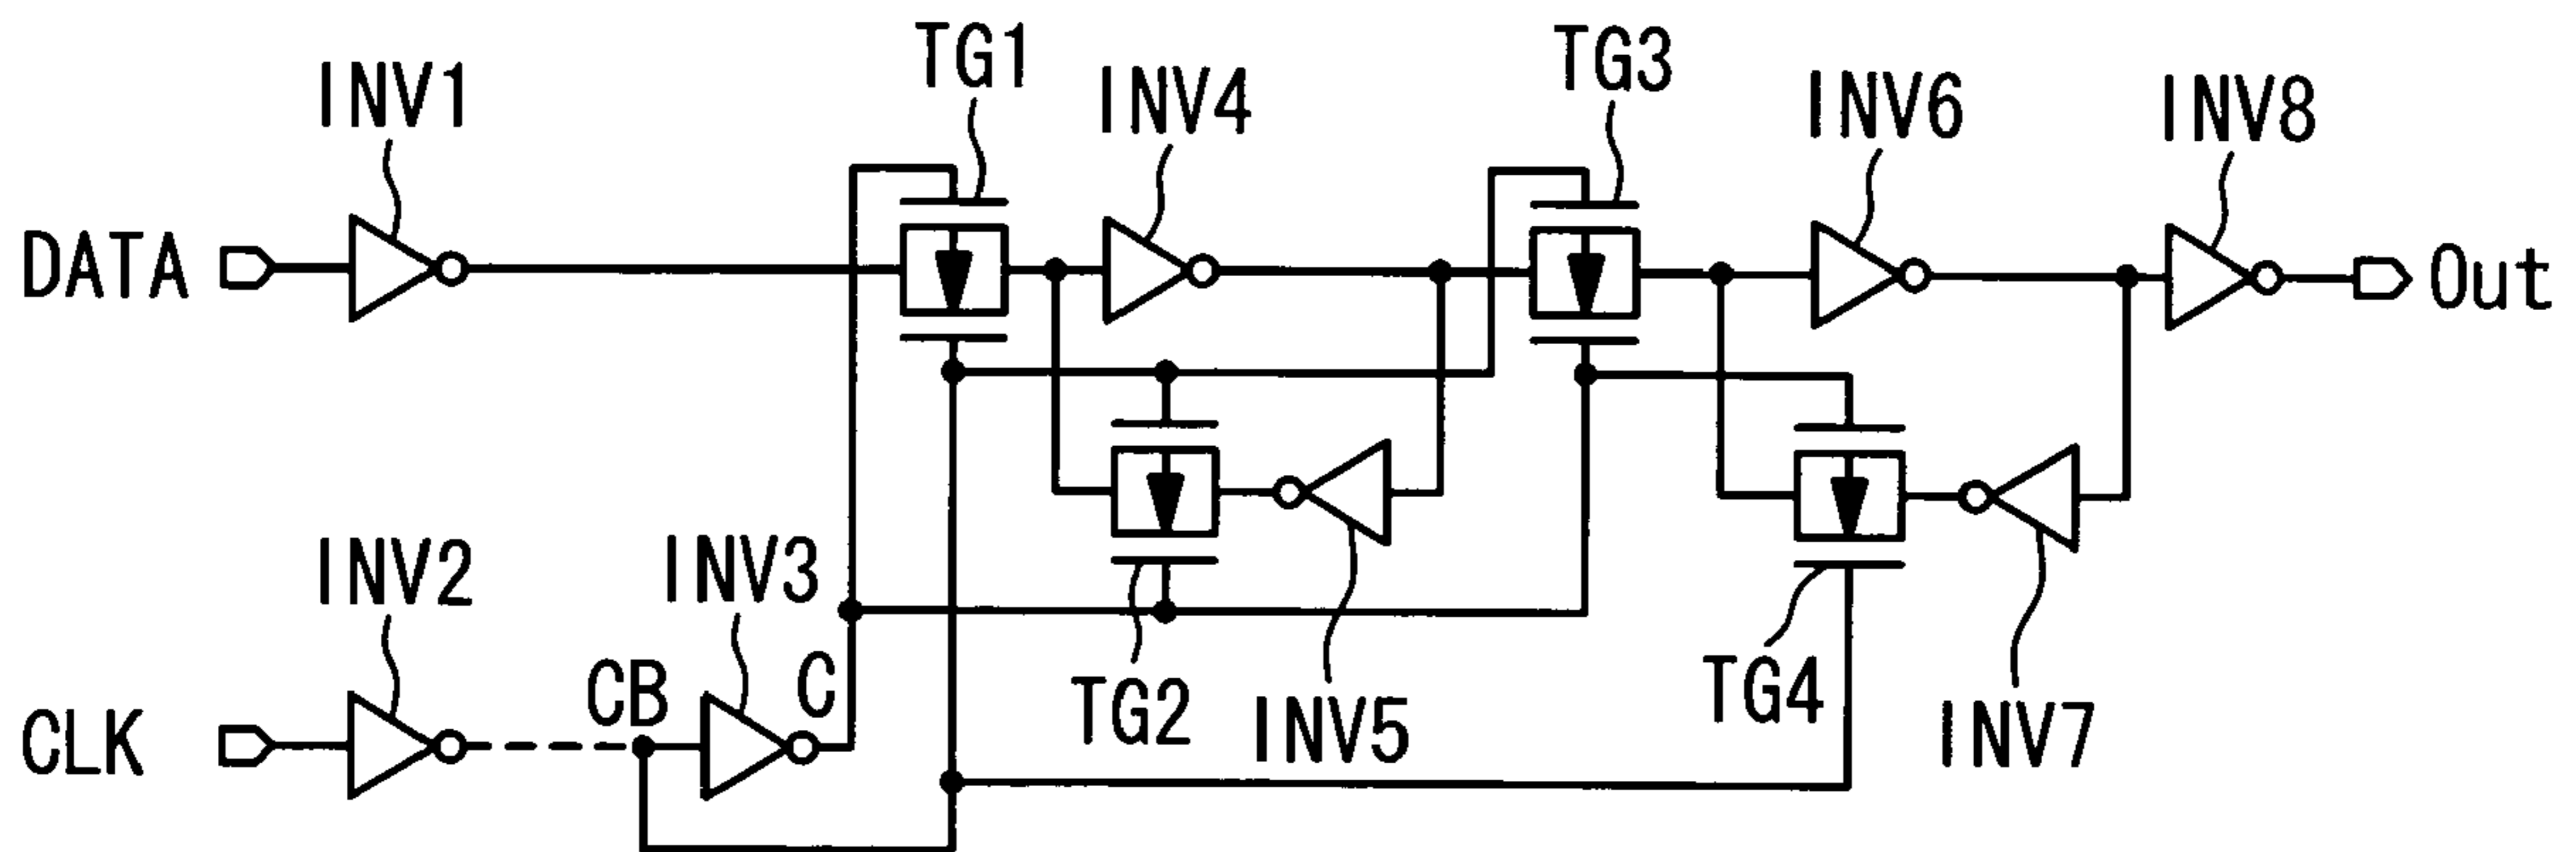 TG1
TG3
INV1
INV4
INV6
INV8
DATA
Out
INV2
INV3
CB
C
TG2
INV5
TG4
INV7
CLK